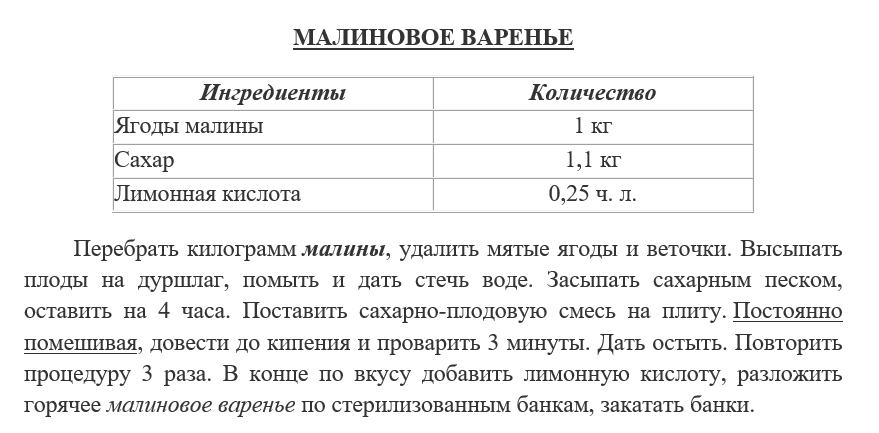 МАЛИНОВОЕ ВАРЕНЬЕ
Ингредиенты Количество
Ягоды малины 1 кг
Сахар 1,1 кг
Лимонная кислота 0,25 ч. л.
Перебрать килограмм малины, удалить мятые ягоды и веточки. Высыпать
плоды на дуршлаг, помыть и дать стечь воде. Засыпать сахарным песком,
оставить на 4 часа. Поставить сахарно-плодовую смесь на плиту. Постоянно
помешивая, довести до кипения и проварить 3 минуты. Дать остыть. Повторить
процедуру 3 раза. В конце по вкусу добавить лимонную кислоту, разложить
горячее малиновое варенье по стерилизованным банкам, закатать банки.